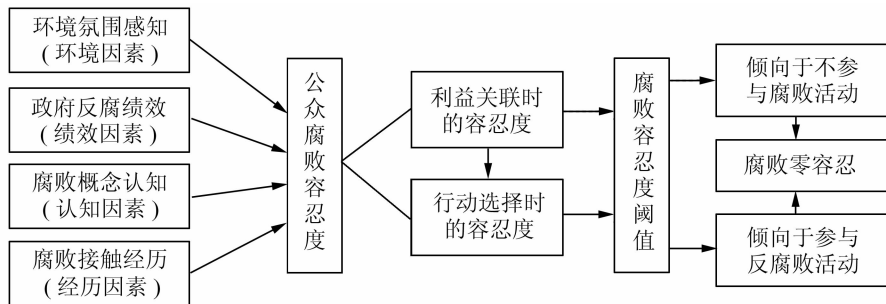 环境氛围感知
(环境因素)
政府反腐绩效
(绩效因素)
腐败概念认知
(认知因素)
腐败接触经历
(经历因素)
公众腐败容忍度
利益关联时
的容忍度
行动选择时
的容忍度
腐败容忍度阈值
倾向于不参
与腐败活动
腐败零容忍
倾向于参与
反腐败活动